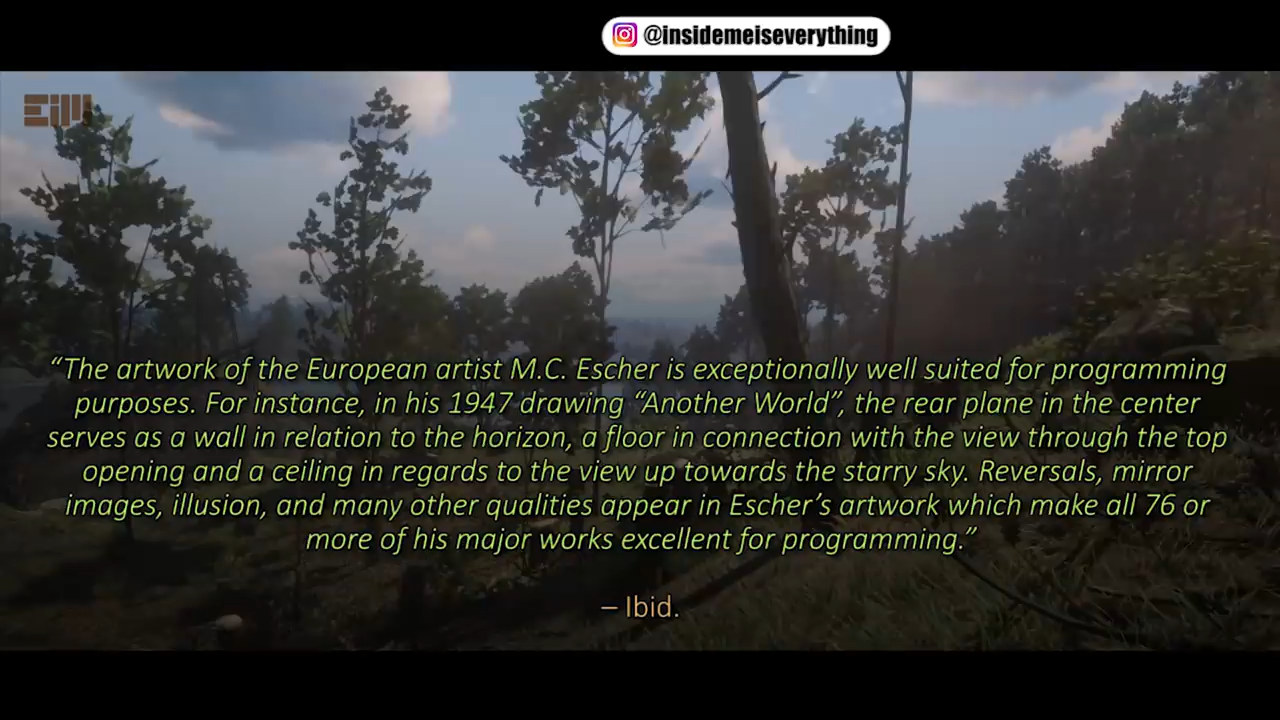 @insidemeiseverything
EiM
“The artwork of the European artist M.C. Escher is exceptionally well suited for programming
purposes. For instance, in his 1947 drawing “Another World”, the rear plane in the center
serves as a wall in relation to the horizon, a floor in connection with the view through the top
opening and a ceiling in regards to the view up towards the starry sky. Reversals, mirror
images, illusion, and many other qualities appear in Escher’s artwork which make all 76 or
more of his major works excellent for programming.”
– Ibid.